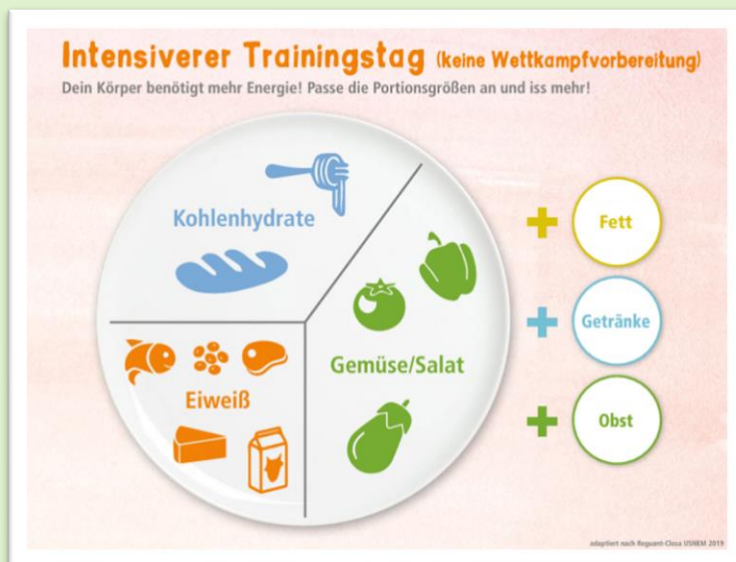 Intensiverer Trainingstag (keine Wettkampfvorbereitung)
Dein Körper benötigt mehr Energie! Passe die Portionsgrößen an und iss mehr!
Kohlenhydrate
Eiweiß
Gemüse/Salat
Fett
Getränke
Obst
adaptiert nach Reguant-Closa IJSNEM 2019